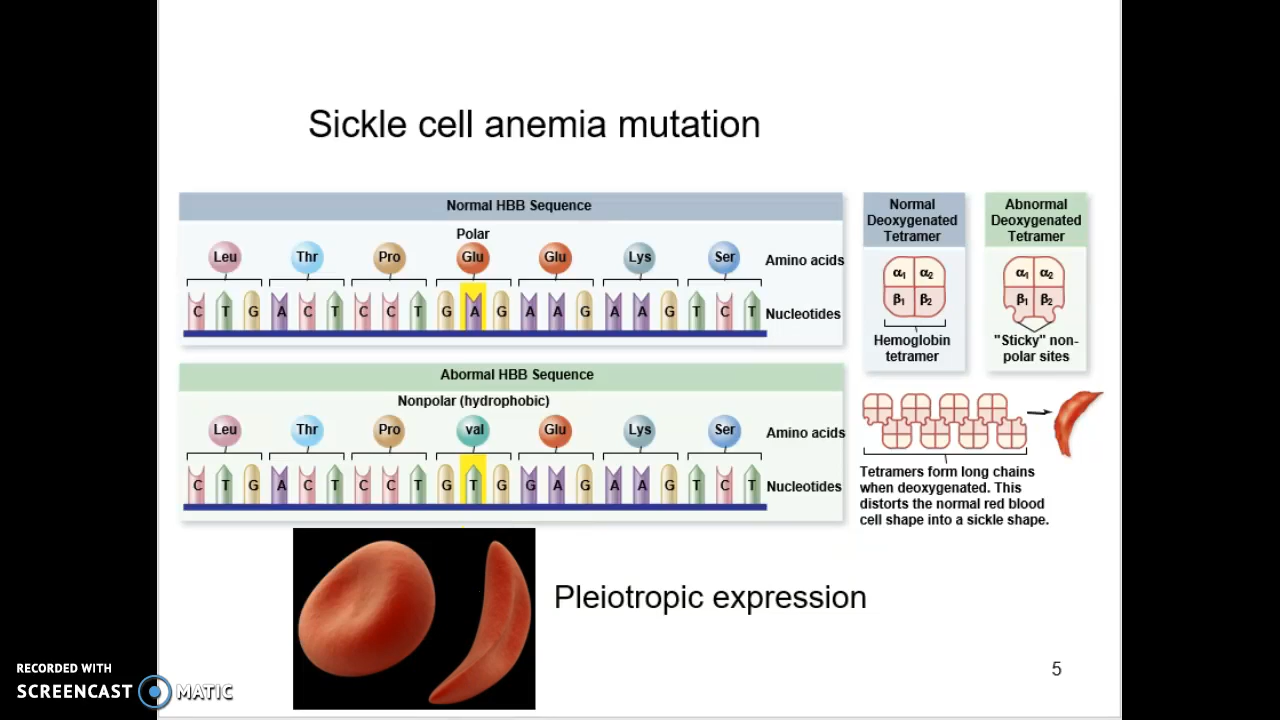 Sickle cell anemia mutation
Normal HBB Sequence
Polar
Leu Thr Pro Glu Glu Lys Ser Amino acids
C T G A C T C C T G A G A A G A A G T C T Nucleotides
Abormal HBB Sequence
Nonpolar (hydrophobic)
Leu Thr Pro val Glu Lys Ser Amino acids
C T G A C T C C T G T G G A G A A G T C T Nucleotides
Normal
Deoxygenated
Tetramer
α1 α2
β1 β2
Hemoglobin
tetramer
Abnormal
Deoxygenated
Tetramer
α1 α2
β1 β2
"Sticky" non-
polar sites
Tetramers form long chains
when deoxygenated. This
distorts the normal red blood
cell shape into a sickle shape.
Pleiotropic expression
5
RECORDED WITH
SCREENCAST MATIC